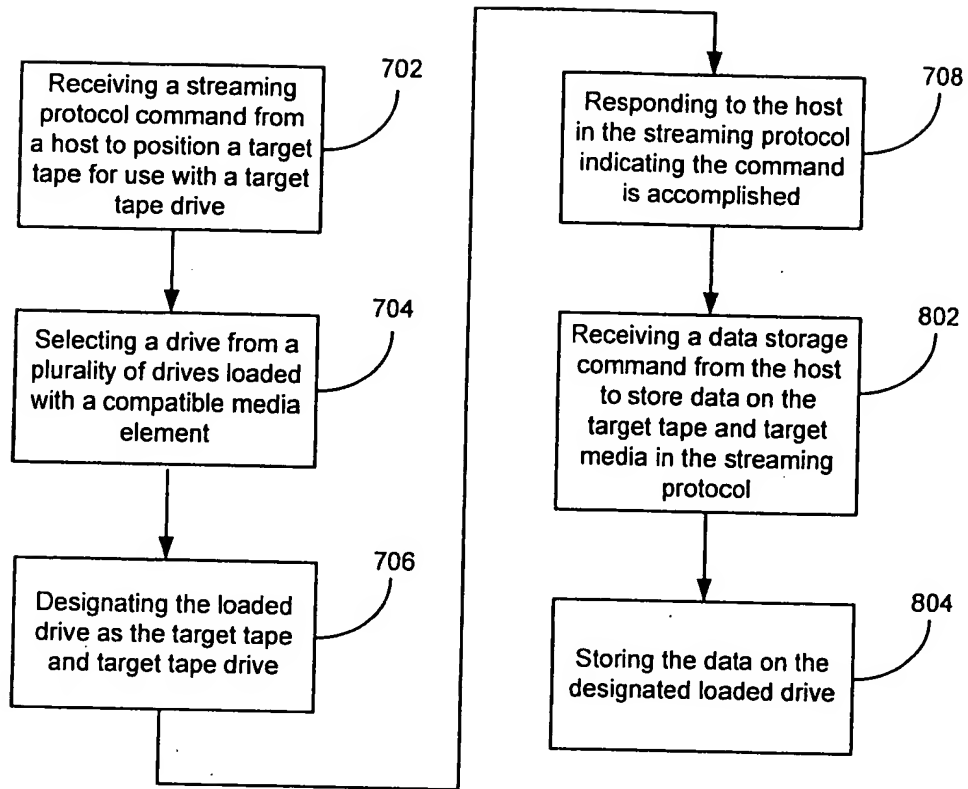 702
Receiving a streaming
protocol command from
a host to position a target
tape for use with a target
tape drive
704
Selecting a drive from a
plurality of drives loaded
with a compatible media
element
706
Designating the loaded
drive as the target tape
and target tape drive
708
Responding to the host
in the streaming protocol
indicating the command
is accomplished
802
Receiving a data storage
command from the host
to store data on the
target tape and target
media in the streaming
protocol
804
Storing the data on the
designated loaded drive